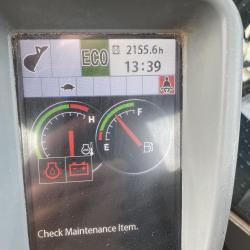 ECO
2155.6h
13:39
H
F
E
Check Maintenance Item.